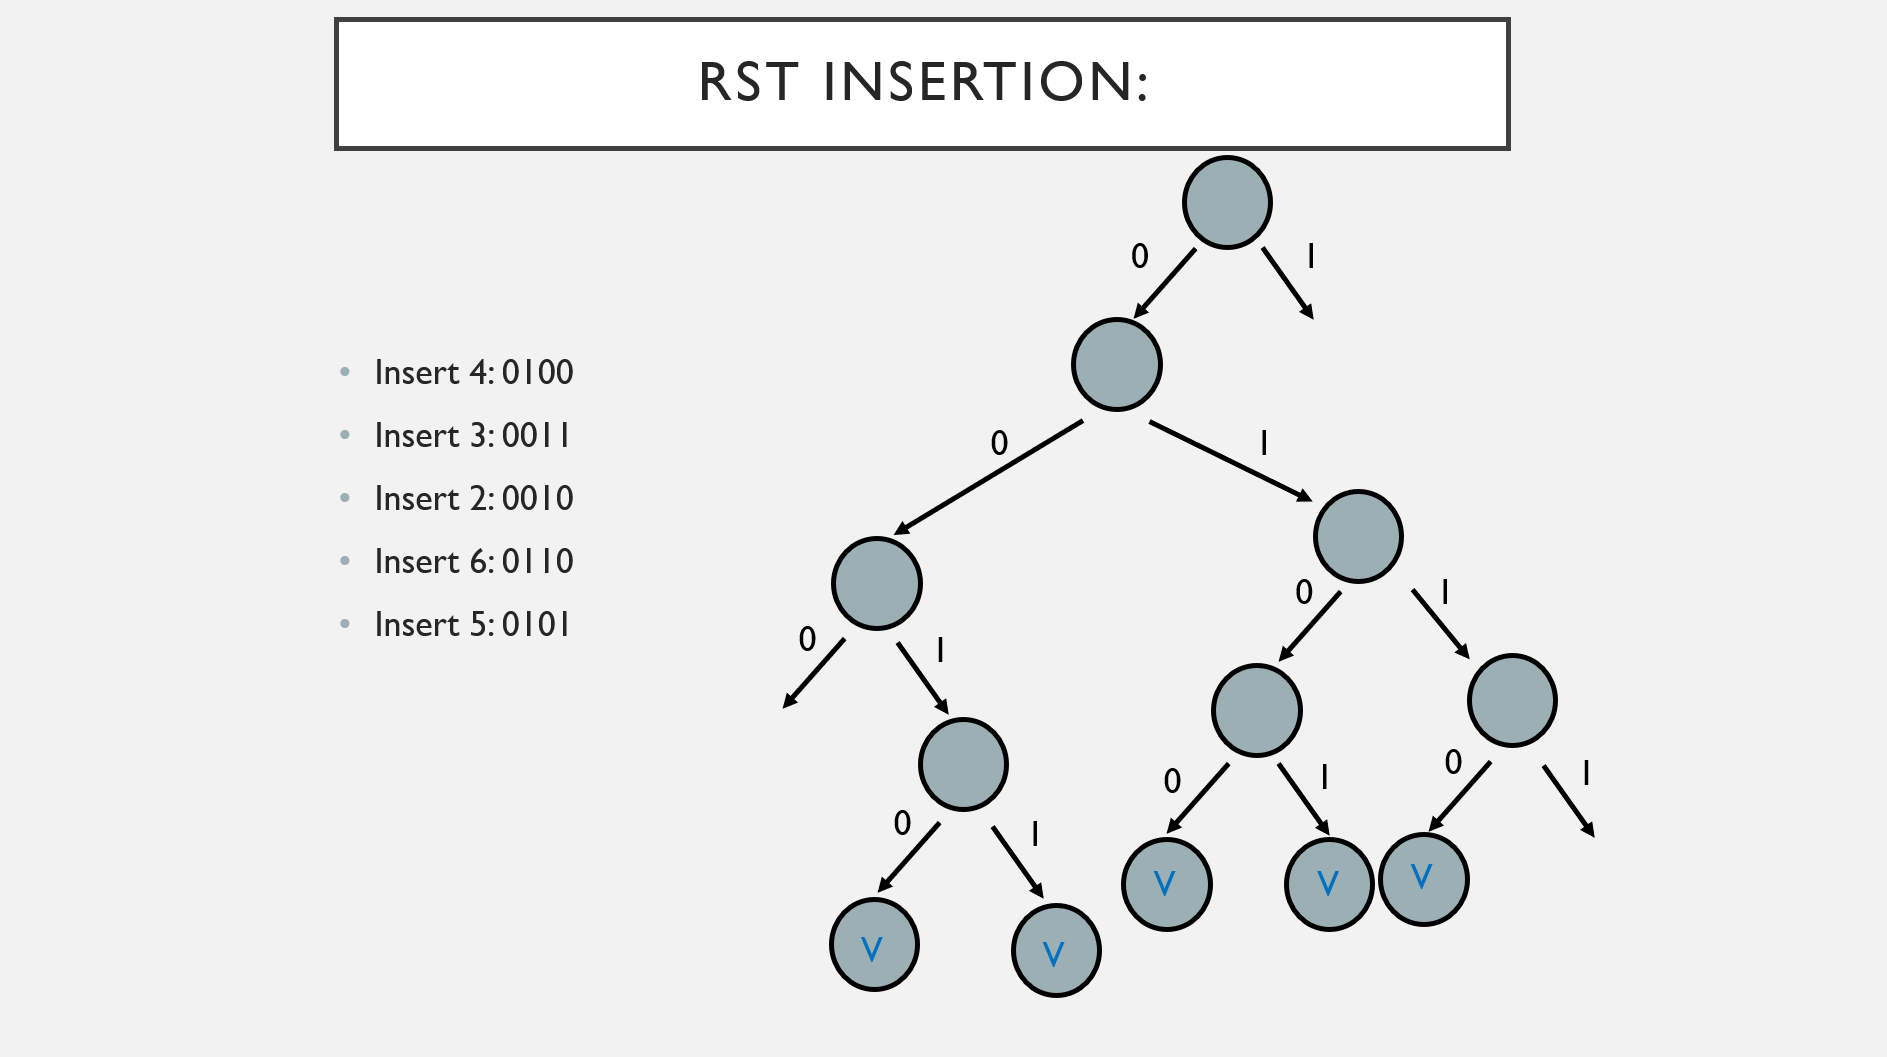 RST INSERTION:
0 1
• Insert 4: 0100
• Insert 3: 0011
0 1
• Insert 2: 0010
• Insert 6: 0110
0 1
• Insert 5: 0101
0 1
0 1
0 1
0 1
V V V
V V